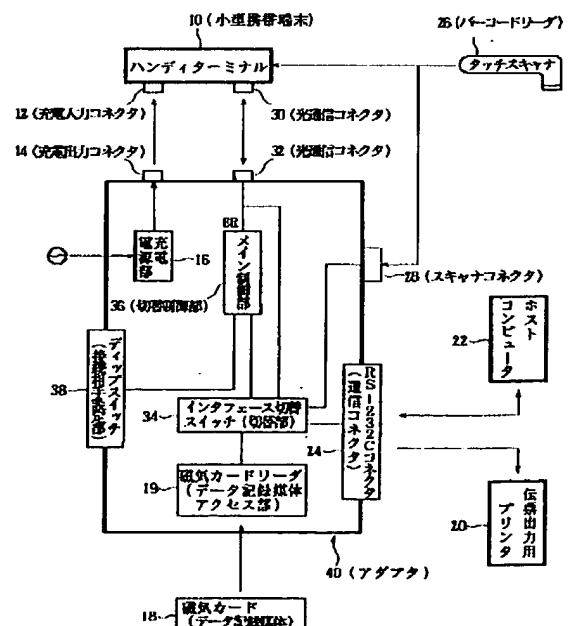 10(小型携帯端末)
26(バーコードリーダ)
ハンディターミナル
タッチスキャナ
12(充電入力コネクタ)
30(光通信コネクタ)
14(充電出力コネクタ)
32(光通信コネクタ)
充電
電源部
16
メイン制御部
36(切替制御部)
28(スキャナコネクタ)
ホスト
コンピュータ
22
ディップスイッチ
38
インタフェース切替
スイッチ(切替部)
34
RS-232Cコネクタ
(通信コネクタ)
24
磁気カードリーダ
(データ記録媒体
アクセス部)
19
伝票出力用
プリンタ
20
40(アダプタ)
磁気カード
(データ記録媒体)
18